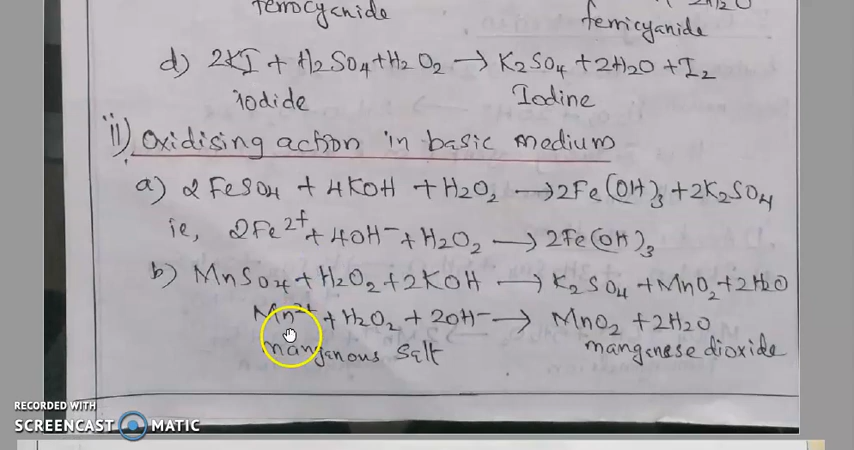 ferrocyanide
ferricyanide
d) 2KI + H₂SO₄ + H₂O₂ → K₂SO₄ + 2H₂O + I₂
iodide Iodine
ii) Oxidising action in basic medium
a) 2FeSO₄ + 4KOH + H₂O₂ → 2Fe(OH)₃ + 2K₂SO₄
ie, 2Fe²⁺ + 4OH⁻ + H₂O₂ → 2Fe(OH)₃
b) MnSO₄ + H₂O₂ + 2KOH → K₂SO₄ + MnO₂ + 2H₂O
Mn²⁺ + H₂O₂ + 2OH⁻ → MnO₂ + 2H₂O
manganous salt manganese dioxide
RECORDED WITH
SCREENCAST MATIC